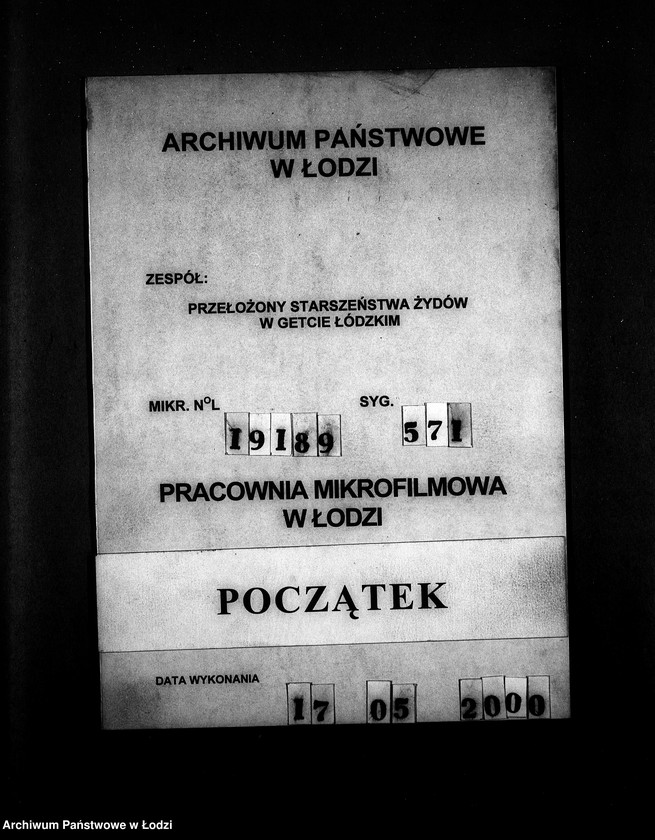 ARCHIWUM PAŃSTWOWE
W ŁODZI
ZESPÓŁ:
PRZEŁOŻONY STARSZEŃSTWA ŻYDÓW
W GETCIE ŁÓDZKIM
MIKR. NOL 19189 SYG. 571
PRACOWNIA MIKROFILMOWA
W ŁODZI
POCZĄTEK
DATA WYKONANIA 17 05 2000
Archiwum Państwowe w Łodzi